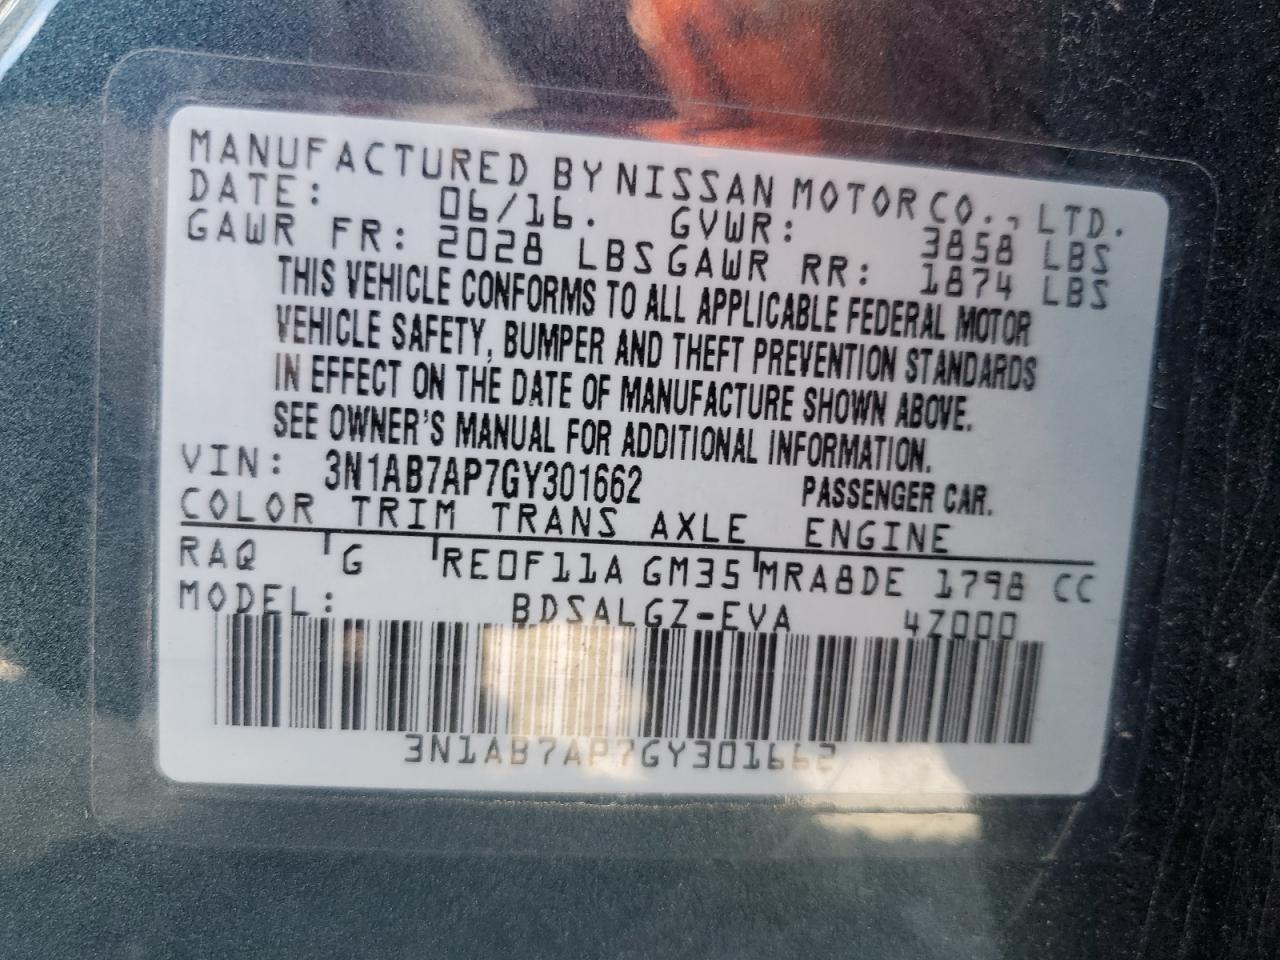 MANUFACTURED BY NISSAN MOTOR CO., LTD.
DATE: 06/16. GVWR: 3858 LBS
GAWR FR: 2028 LBS GAWR RR: 1874 LBS
THIS VEHICLE CONFORMS TO ALL APPLICABLE FEDERAL MOTOR
VEHICLE SAFETY, BUMPER AND THEFT PREVENTION STANDARDS
IN EFFECT ON THE DATE OF MANUFACTURE SHOWN ABOVE.
SEE OWNER'S MANUAL FOR ADDITIONAL INFORMATION.
VIN: 3N1AB7AP7GY301662 PASSENGER CAR.
COLOR TRIM TRANS AXLE ENGINE
RAQ G RE0F11A GM35 MRA8DE 1798 CC
MODEL: BDSALGZ-EVA 4Z000
3N1AB7AP7GY301662